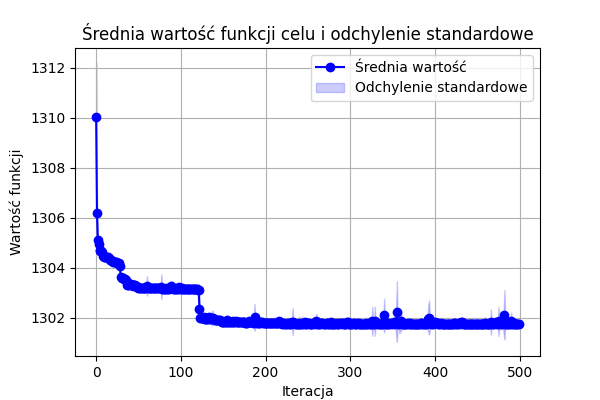 Średnia wartość funkcji celu i odchylenie standardowe
Średnia wartość
Odchylenie standardowe
Wartość funkcji
1312
1310
1308
1306
1304
1302
0 100 200 300 400 500
Iteracja